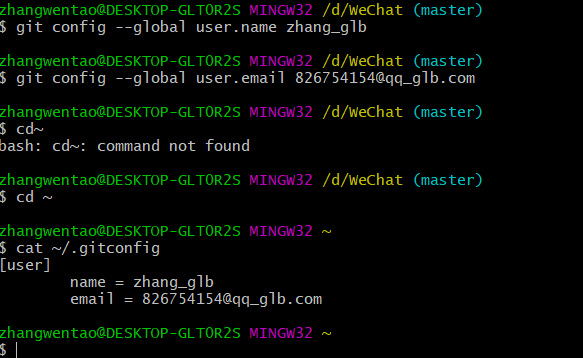 zhangwentao@DESKTOP-GLT0R2S MINGW32 /d/WeChat (master)
$ git config --global user.name zhang_glb
zhangwentao@DESKTOP-GLT0R2S MINGW32 /d/WeChat (master)
$ git config --global user.email 826754154@qq_glb.com
zhangwentao@DESKTOP-GLT0R2S MINGW32 /d/WeChat (master)
$ cd~
bash: cd~: command not found
zhangwentao@DESKTOP-GLT0R2S MINGW32 /d/WeChat (master)
$ cd ~
zhangwentao@DESKTOP-GLT0R2S MINGW32 ~
$ cat ~/.gitconfig
[user]
        name = zhang_glb
        email = 826754154@qq_glb.com
zhangwentao@DESKTOP-GLT0R2S MINGW32 ~
$